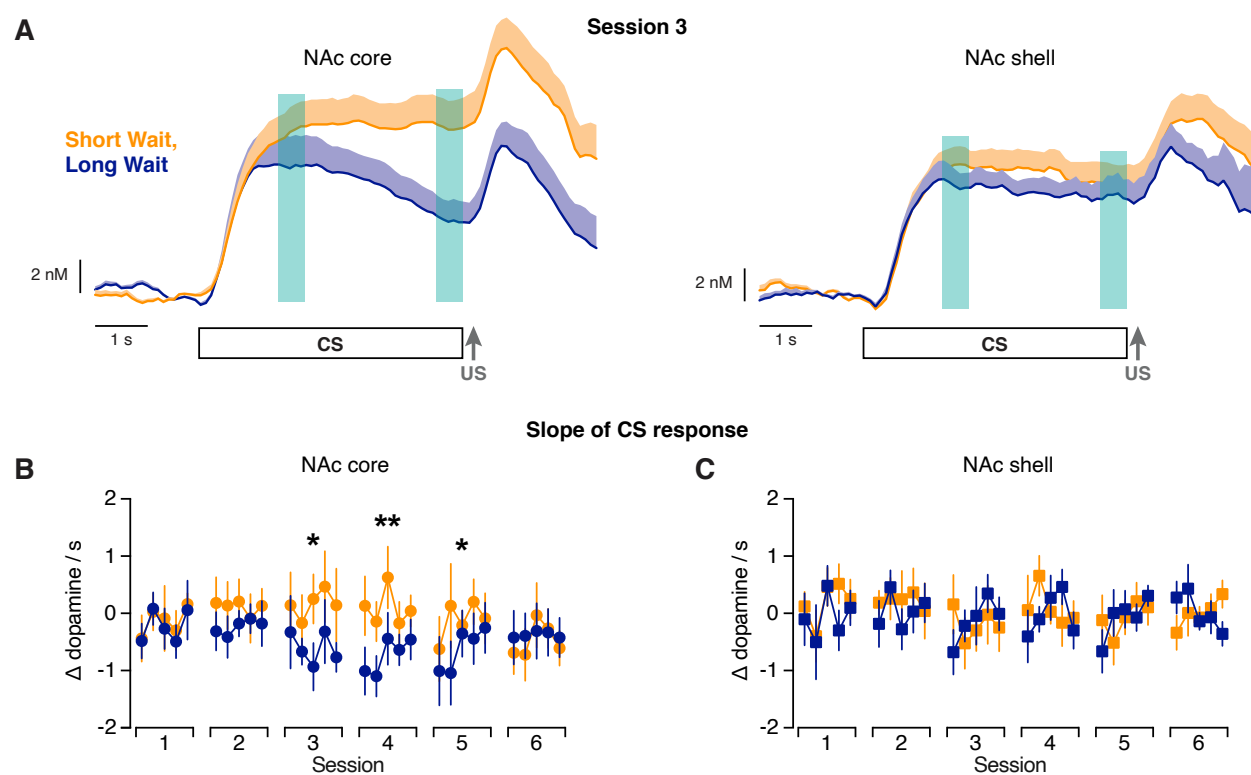 A
Session 3
NAc core
NAc shell
Short Wait,
Long Wait
2 nM
2 nM
1 s
1 s
CS
CS
US
US
Slope of CS response
B
NAc core
C
NAc shell
2
1
0
-1
-2
Δ dopamine / s
* ** *
1 2 3 4 5 6
Session
2
1
0
-1
-2
Δ dopamine / s
1 2 3 4 5 6
Session